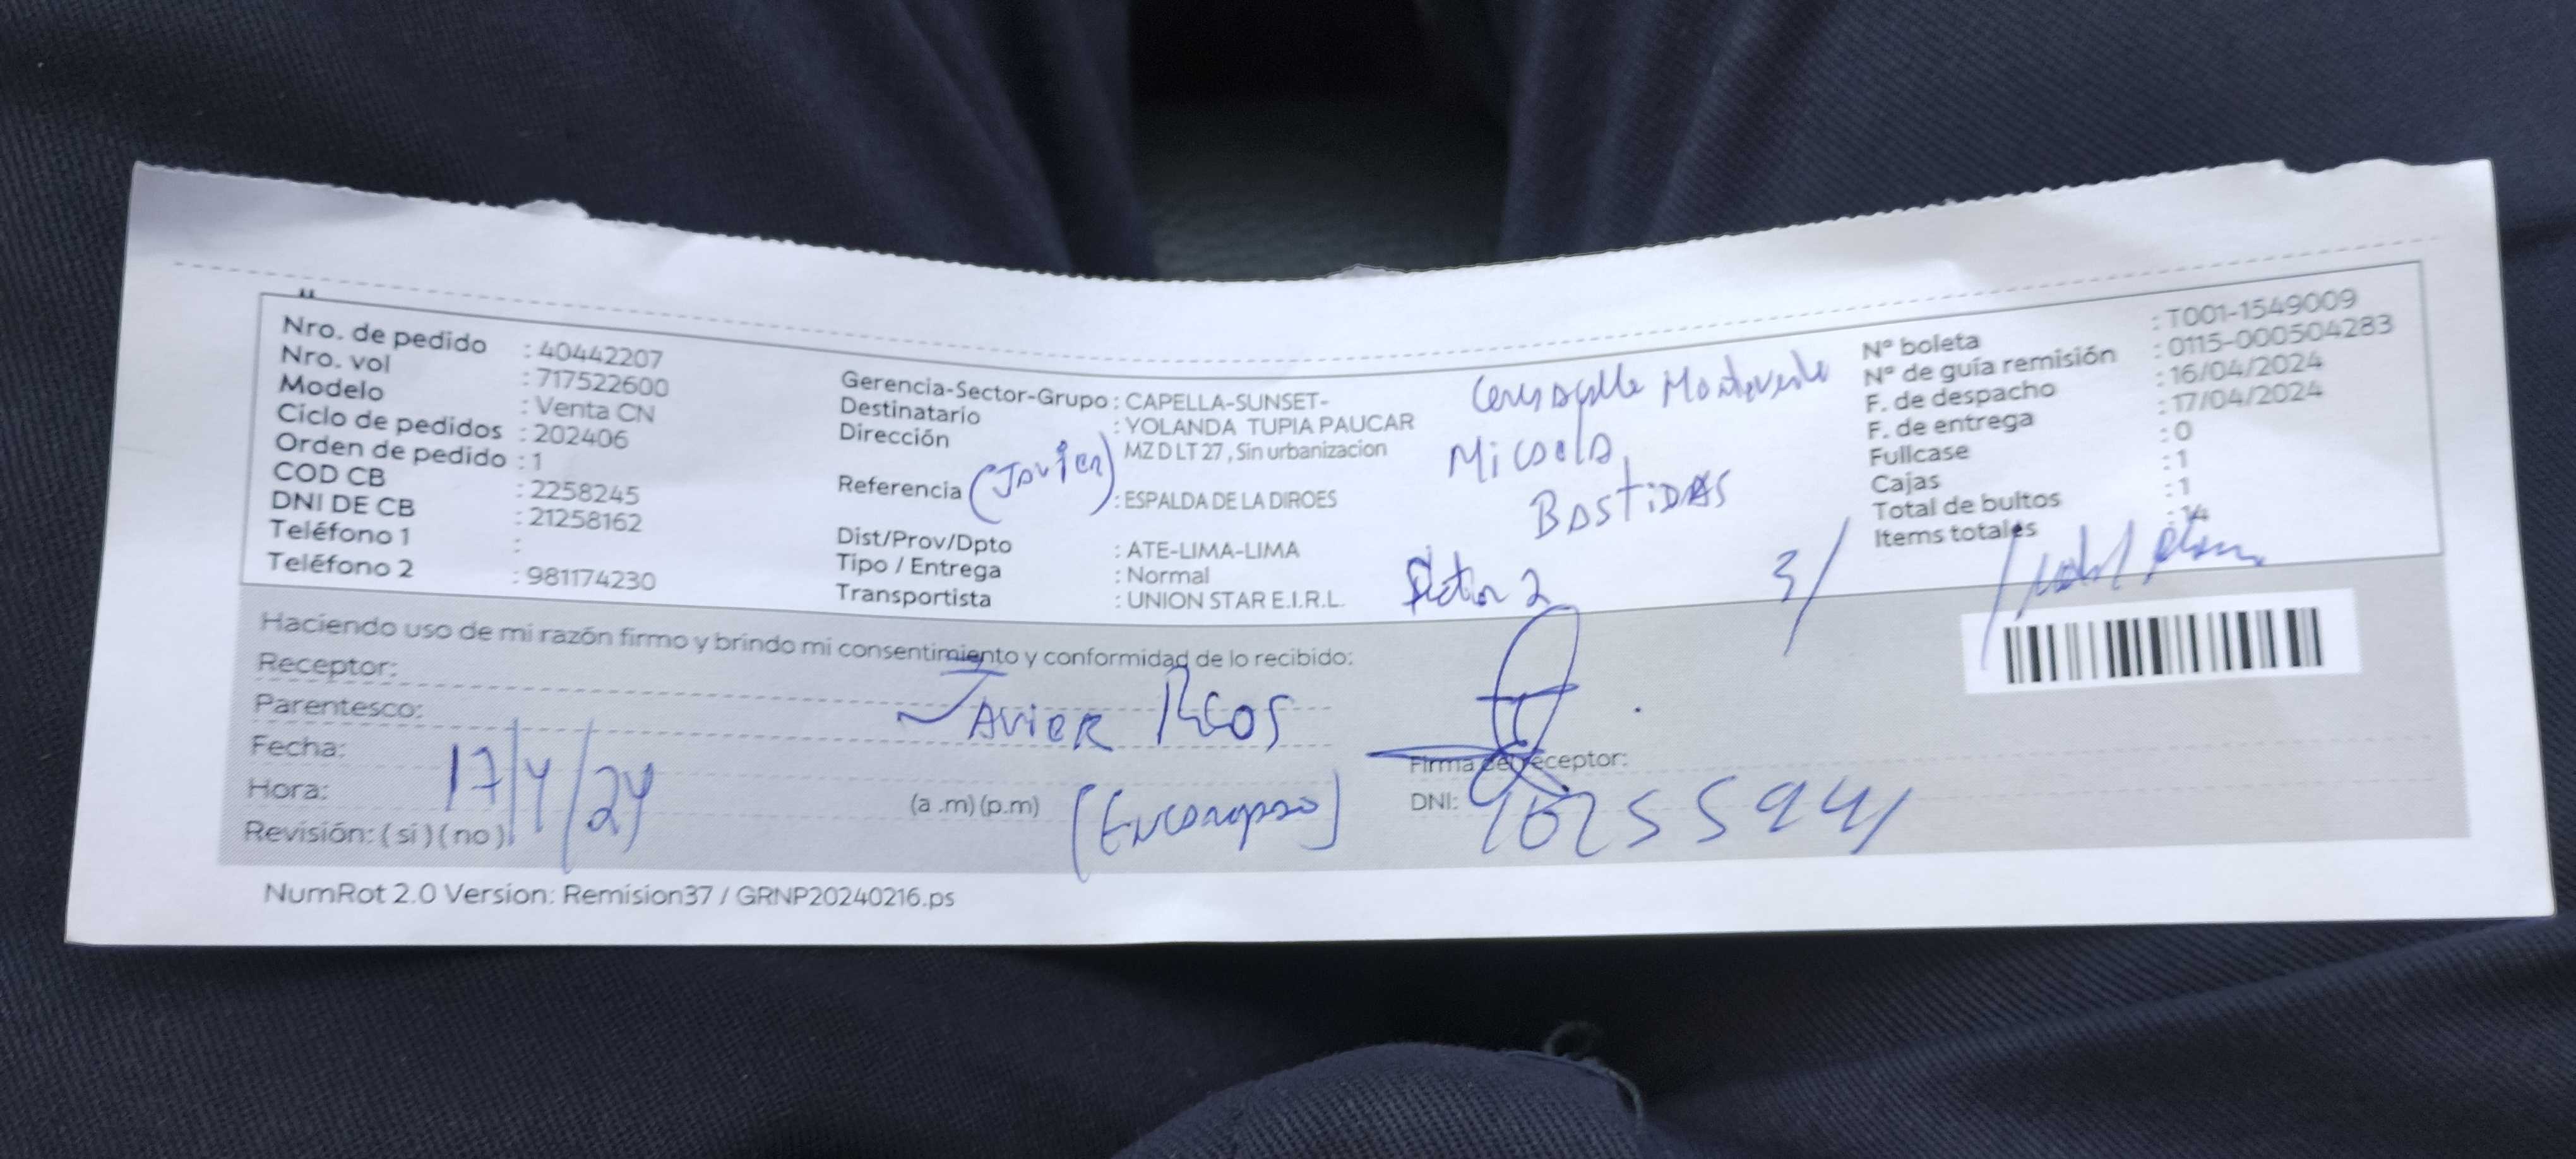 Nro. de pedido : 40442207
Nro. vol : 717522600
Modelo : Venta CN
Ciclo de pedidos : 202406
Orden de pedido : 1
COD CB : 2258245
DNI DE CB : 21258162
Teléfono 1 :
Teléfono 2 : 981174230
Gerencia-Sector-Grupo : CAPELLA-SUNSET-
Destinatario : YOLANDA TUPIA PAUCAR
Dirección : MZ D LT 27 , Sin urbanizacion
Referencia (Javier) : ESPALDA DE LA DIROES
Dist/Prov/Dpto : ATE-LIMA-LIMA
Tipo / Entrega : Normal
Transportista : UNION STAR E.I.R.L.
Micaela
BASTIDAS
2
3/
N° boleta : T001-1549009
N° de guía remisión : 0115-000504283
F. de despacho : 16/04/2024
F. de entrega : 17/04/2024
Fullcase : 0
Cajas : 1
Total de bultos : 1
Items totales : 14
Haciendo uso de mi razón firmo y brindo mi consentimiento y conformidad de lo recibido:
Receptor:
Parentesco: JAVIER
Fecha: 17/4/24
Hora: (a .m) (p.m)
Revisión: ( si ) ( no )
Firma del receptor:
DNI:
NumRot 2.0 Version: Remision37 / GRNP20240216.ps